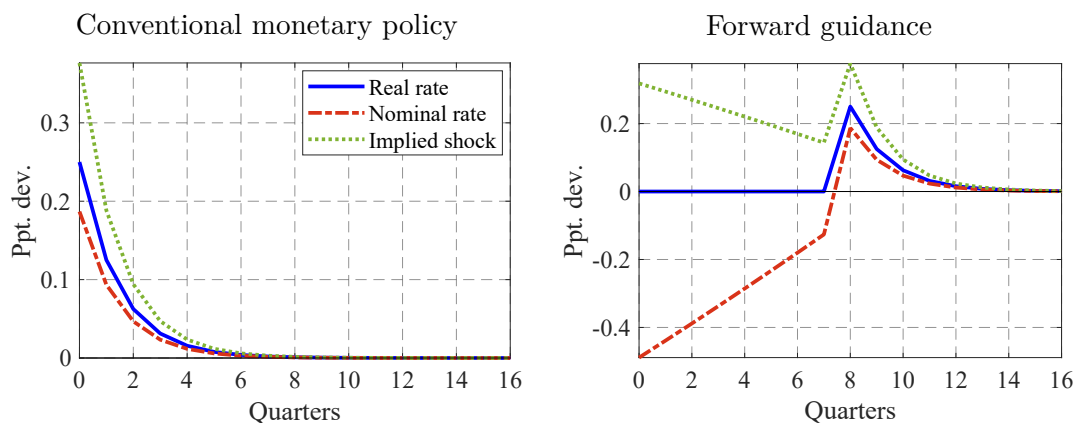 Conventional monetary policy
Forward guidance
Real rate
Nominal rate
Implied shock
Ppt. dev.
0.3
0.2
0.1
0
0 2 4 6 8 10 12 14 16
Quarters
Ppt. dev.
0.2
0
-0.2
-0.4
0 2 4 6 8 10 12 14 16
Quarters